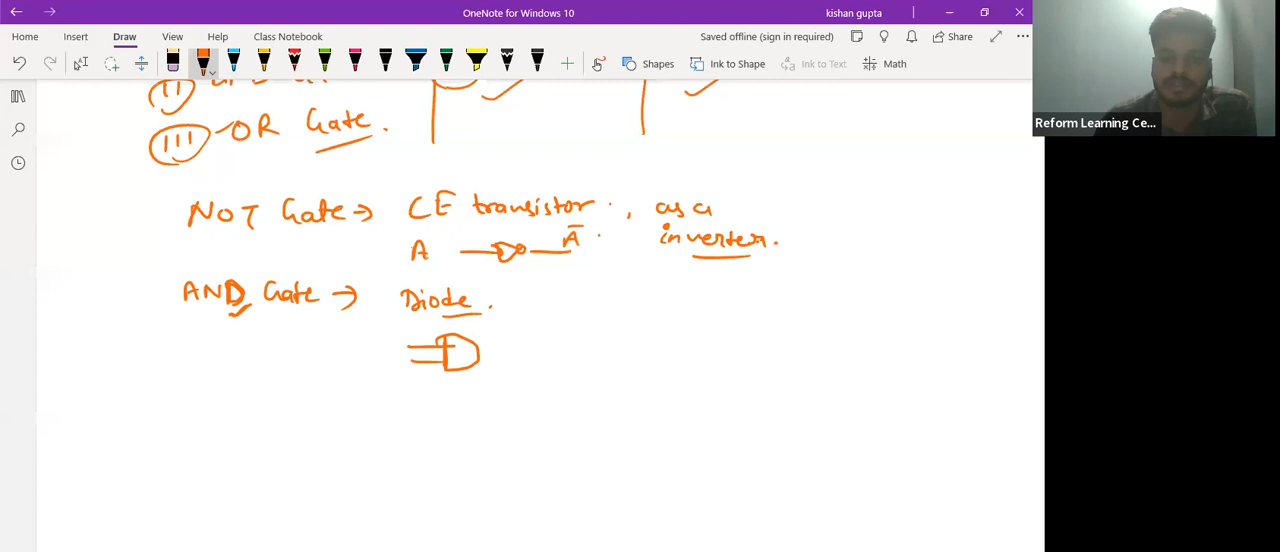 OneNote for Windows 10
kishan gupta
Home Insert Draw View Help Class Notebook
Saved offline (sign in required) Share
Shapes Ink to Shape Ink to Text Math
Reform Learning Ce...
II
III OR Gate.
NOT Gate → CE transistor., as a
inverter.
A Ā.
AND Gate → Diode.